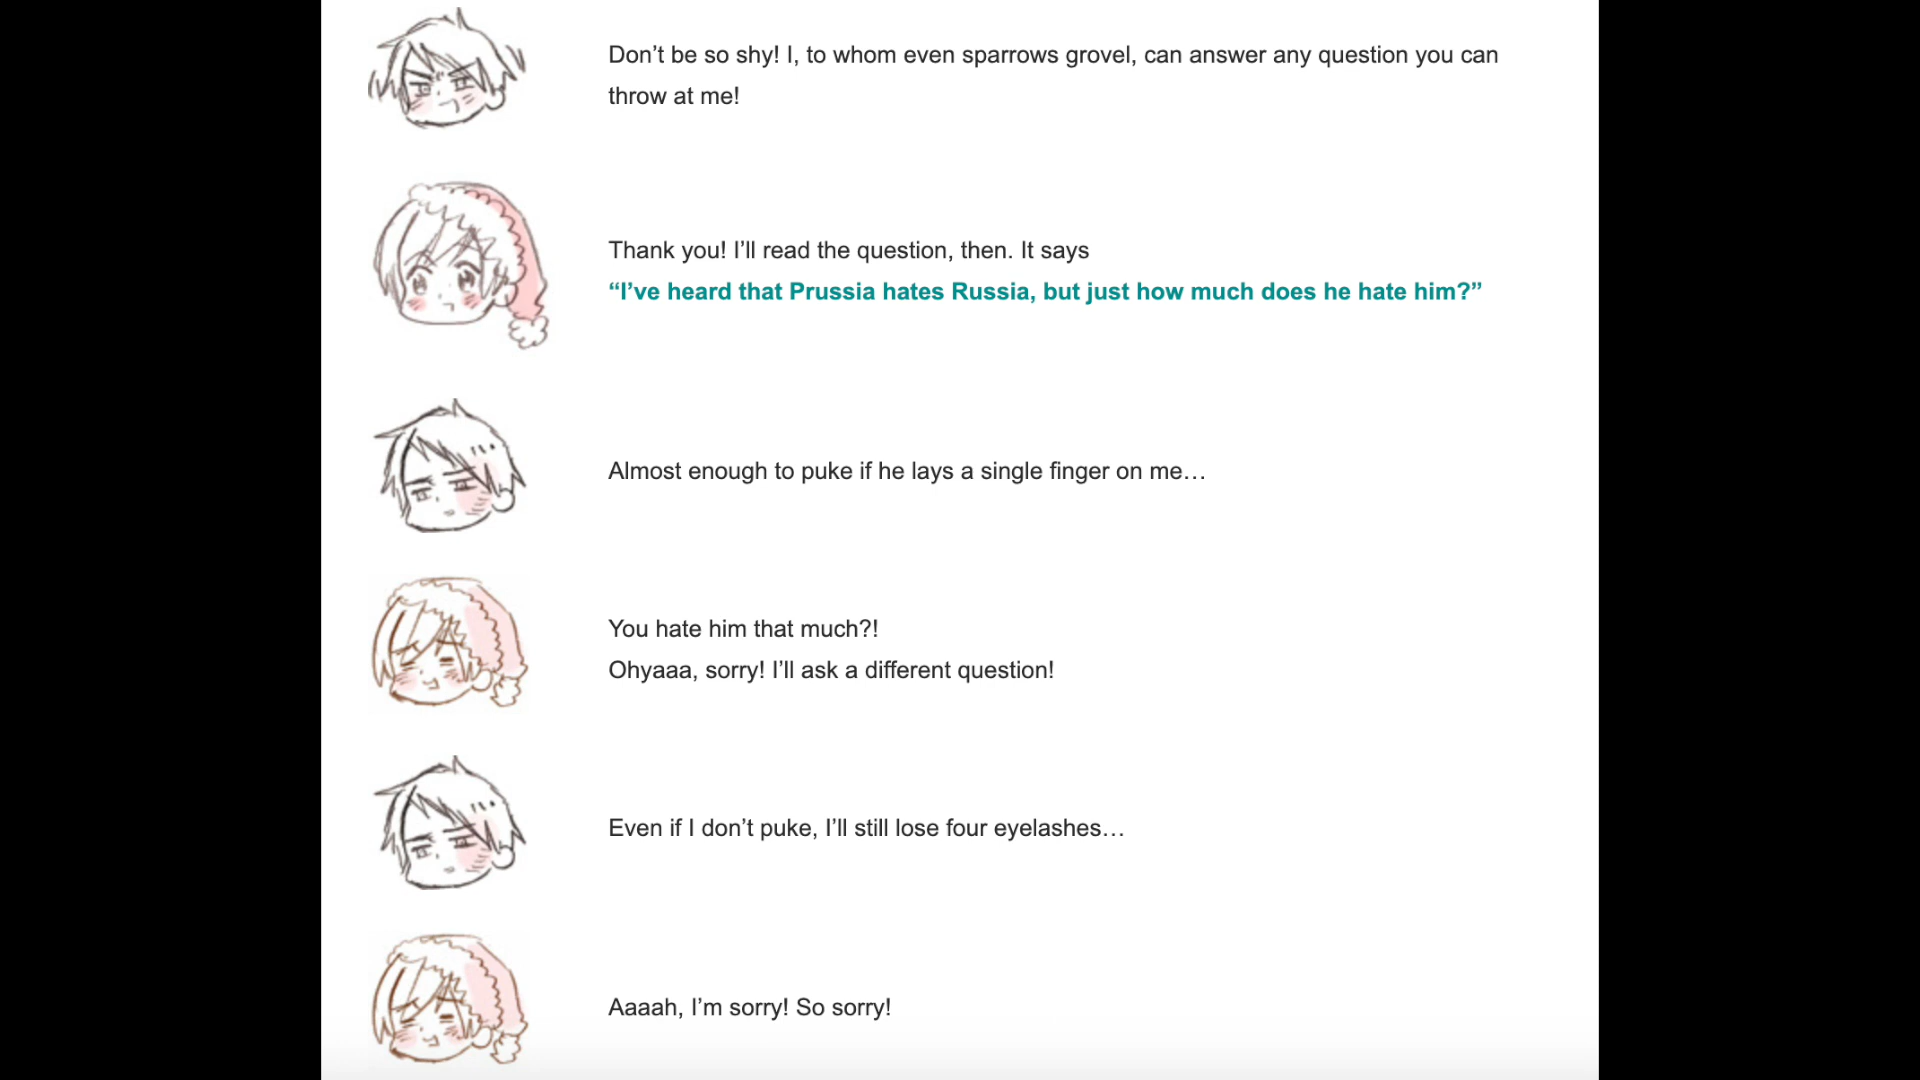 Don’t be so shy! I, to whom even sparrows grovel, can answer any question you can
throw at me!
Thank you! I’ll read the question, then. It says
“I’ve heard that Prussia hates Russia, but just how much does he hate him?”
Almost enough to puke if he lays a single finger on me…
You hate him that much?!
Ohyaaa, sorry! I’ll ask a different question!
Even if I don’t puke, I’ll still lose four eyelashes…
Aaaah, I’m sorry! So sorry!